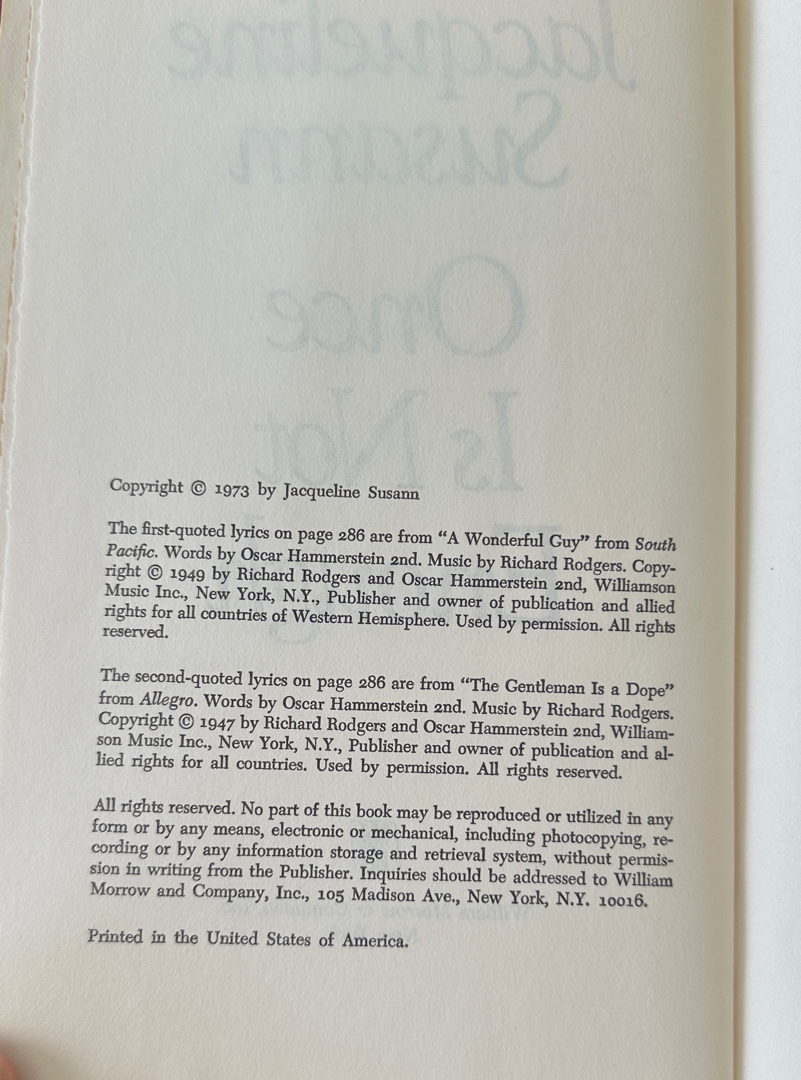 Jacqueline
Susann
Once
Is Not
Copyright © 1973 by Jacqueline Susann
The first-quoted lyrics on page 286 are from “A Wonderful Guy” from South
Pacific. Words by Oscar Hammerstein 2nd. Music by Richard Rodgers. Copy-
right © 1949 by Richard Rodgers and Oscar Hammerstein 2nd, Williamson
Music Inc., New York, N.Y., Publisher and owner of publication and allied
rights for all countries of Western Hemisphere. Used by permission. All rights
reserved.
The second-quoted lyrics on page 286 are from “The Gentleman Is a Dope”
from Allegro. Words by Oscar Hammerstein 2nd. Music by Richard Rodgers.
Copyright © 1947 by Richard Rodgers and Oscar Hammerstein 2nd, William-
son Music Inc., New York, N.Y., Publisher and owner of publication and al-
lied rights for all countries. Used by permission. All rights reserved.
All rights reserved. No part of this book may be reproduced or utilized in any
form or by any means, electronic or mechanical, including photocopying, re-
cording or by any information storage and retrieval system, without permis-
sion in writing from the Publisher. Inquiries should be addressed to William
Morrow and Company, Inc., 105 Madison Ave., New York, N.Y. 10016.
Printed in the United States of America.